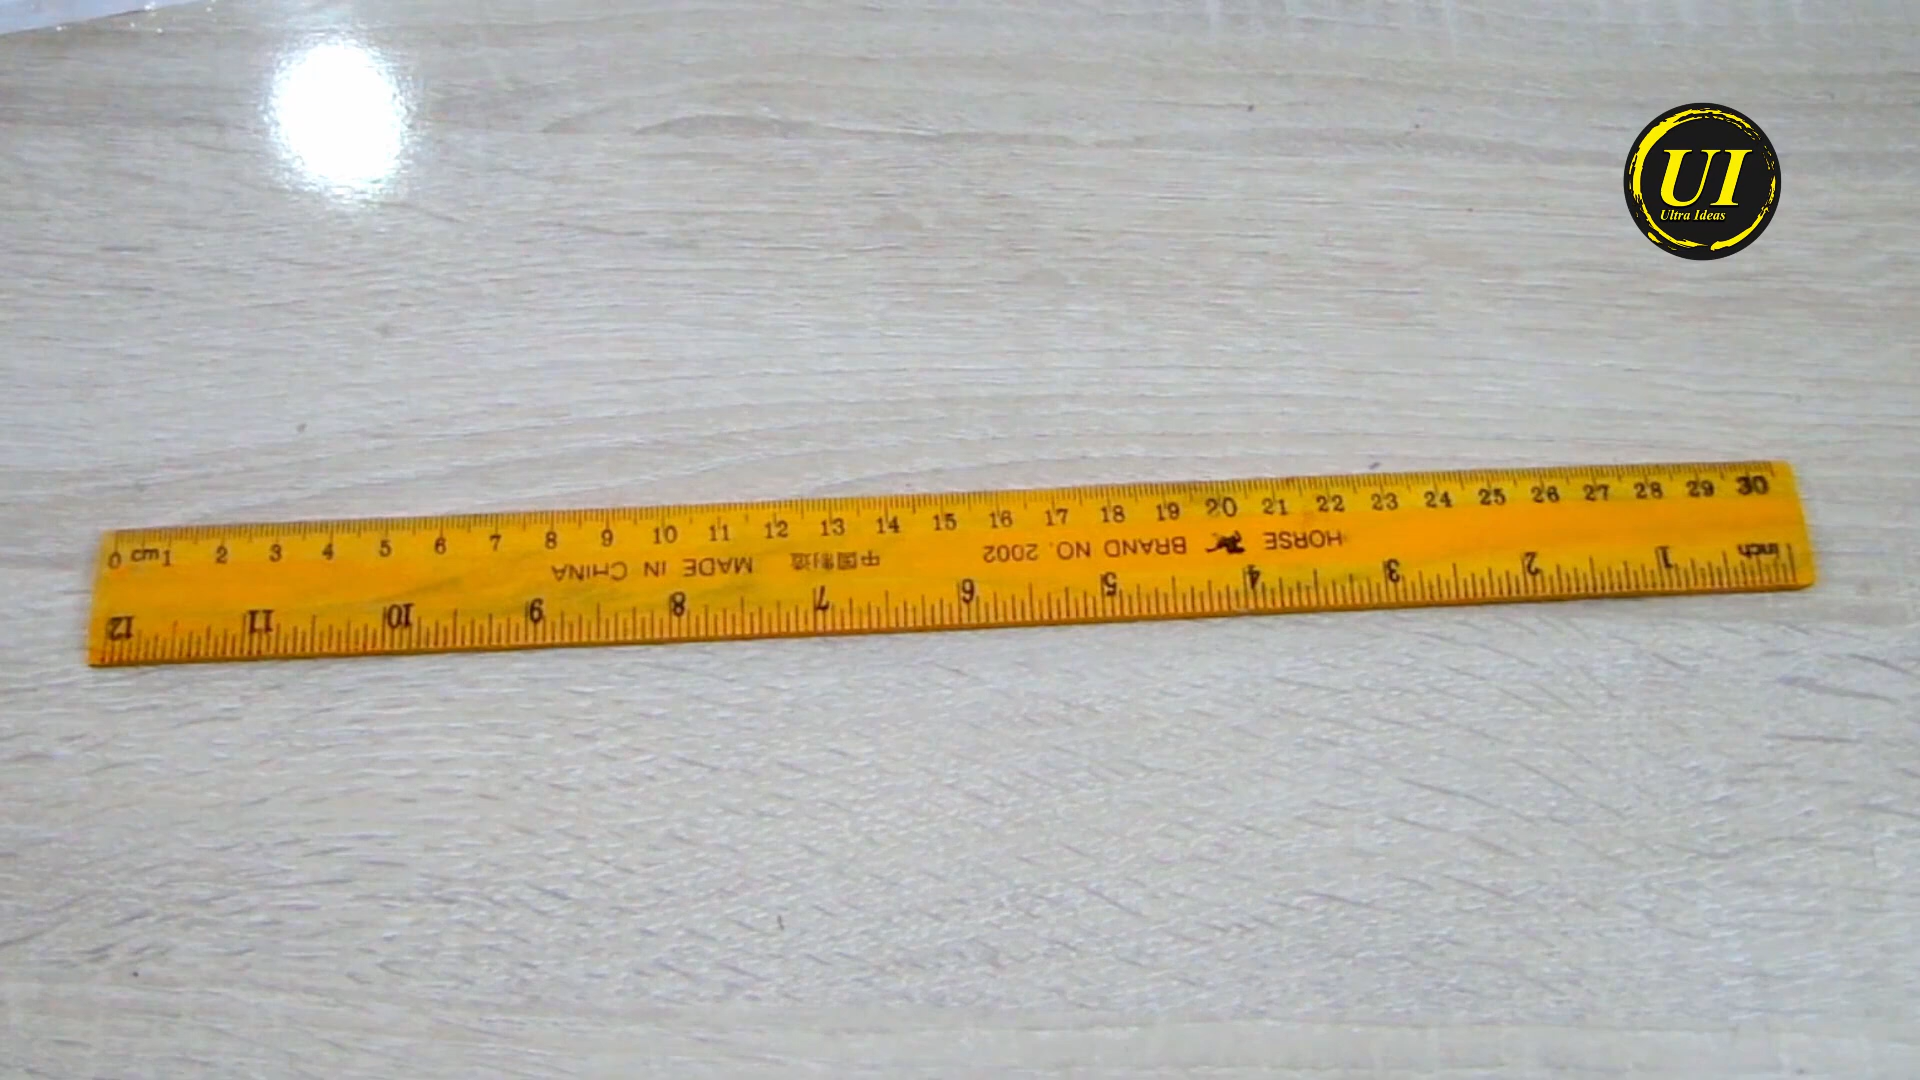 UI
Ultra Ideas
0 cm 1 2 3 4 5 6 7 8 9 10 11 12 13 14 15 16 17 18 19 20 21 22 23 24 25 26 27 28 29 30
HORSE BRAND NO. 2002 中国制造 MADE IN CHINA
inch 1 2 3 4 5 6 7 8 9 10 11 12